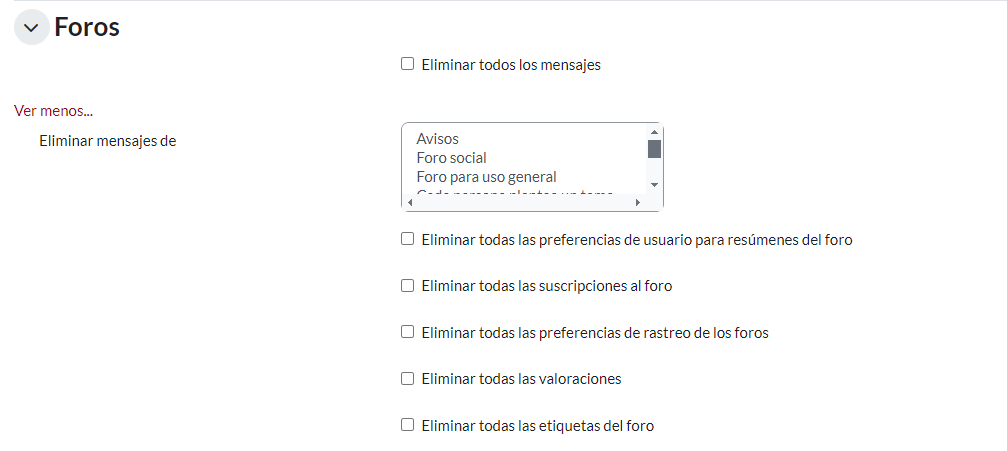 Foros
Eliminar todos los mensajes
Ver menos...
Eliminar mensajes de
Avisos
Foro social
Foro para uso general
Eliminar todas las preferencias de usuario para resúmenes del foro
Eliminar todas las suscripciones al foro
Eliminar todas las preferencias de rastreo de los foros
Eliminar todas las valoraciones
Eliminar todas las etiquetas del foro